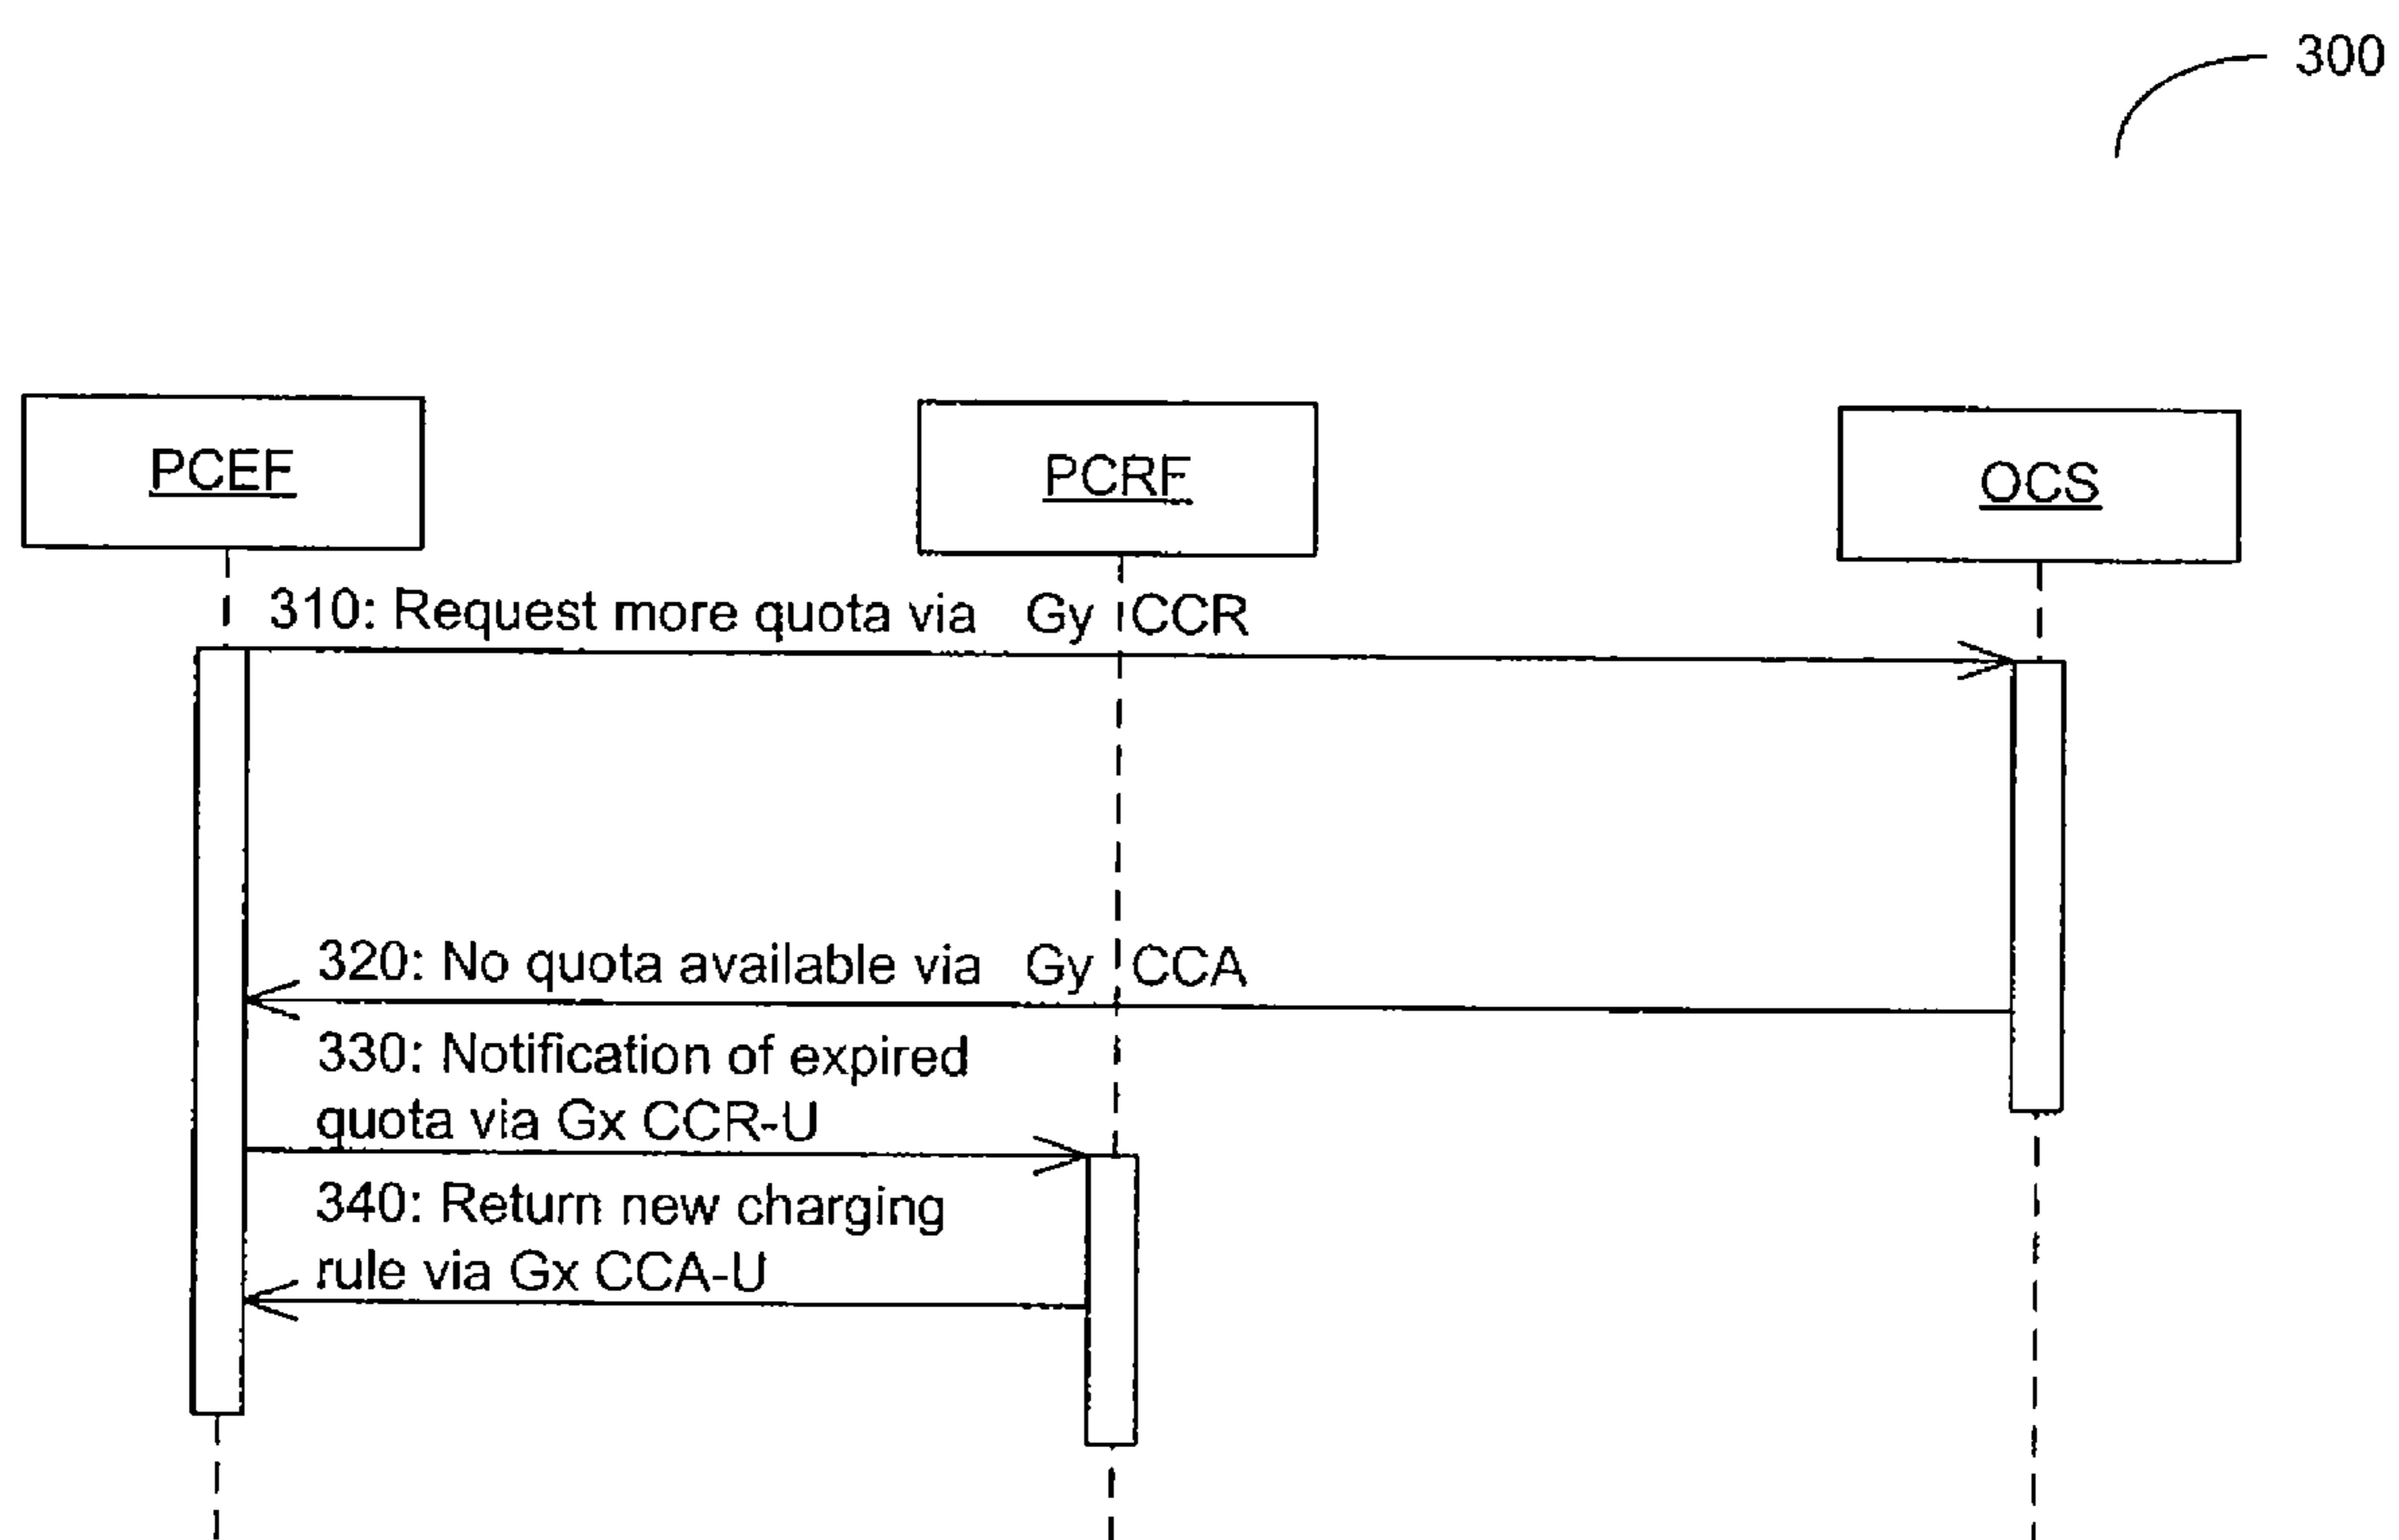 300
PCEF
PCRF
OCS
310: Request more quota via Gy CCR
320: No quota available via Gy CCA
330: Notification of expired
quota via Gx CCR-U
340: Return new charging
rule via Gx CCA-U